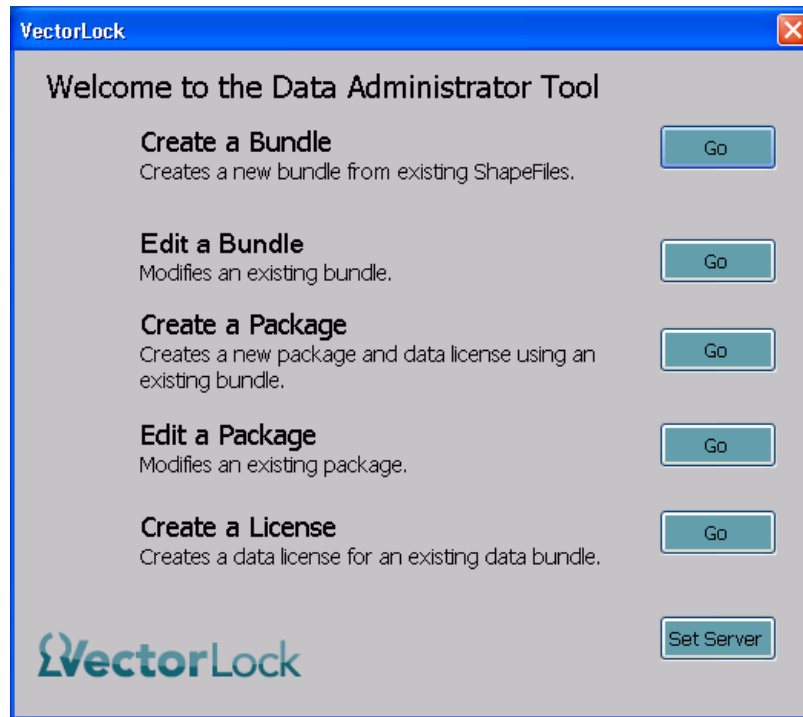 VectorLock
Welcome to the Data Administrator Tool
Create a Bundle
Creates a new bundle from existing ShapeFiles.
Go
Edit a Bundle
Modifies an existing bundle.
Go
Create a Package
Creates a new package and data license using an
existing bundle.
Go
Edit a Package
Modifies an existing package.
Go
Create a License
Creates a data license for an existing data bundle.
Go
Set Server
VectorLock